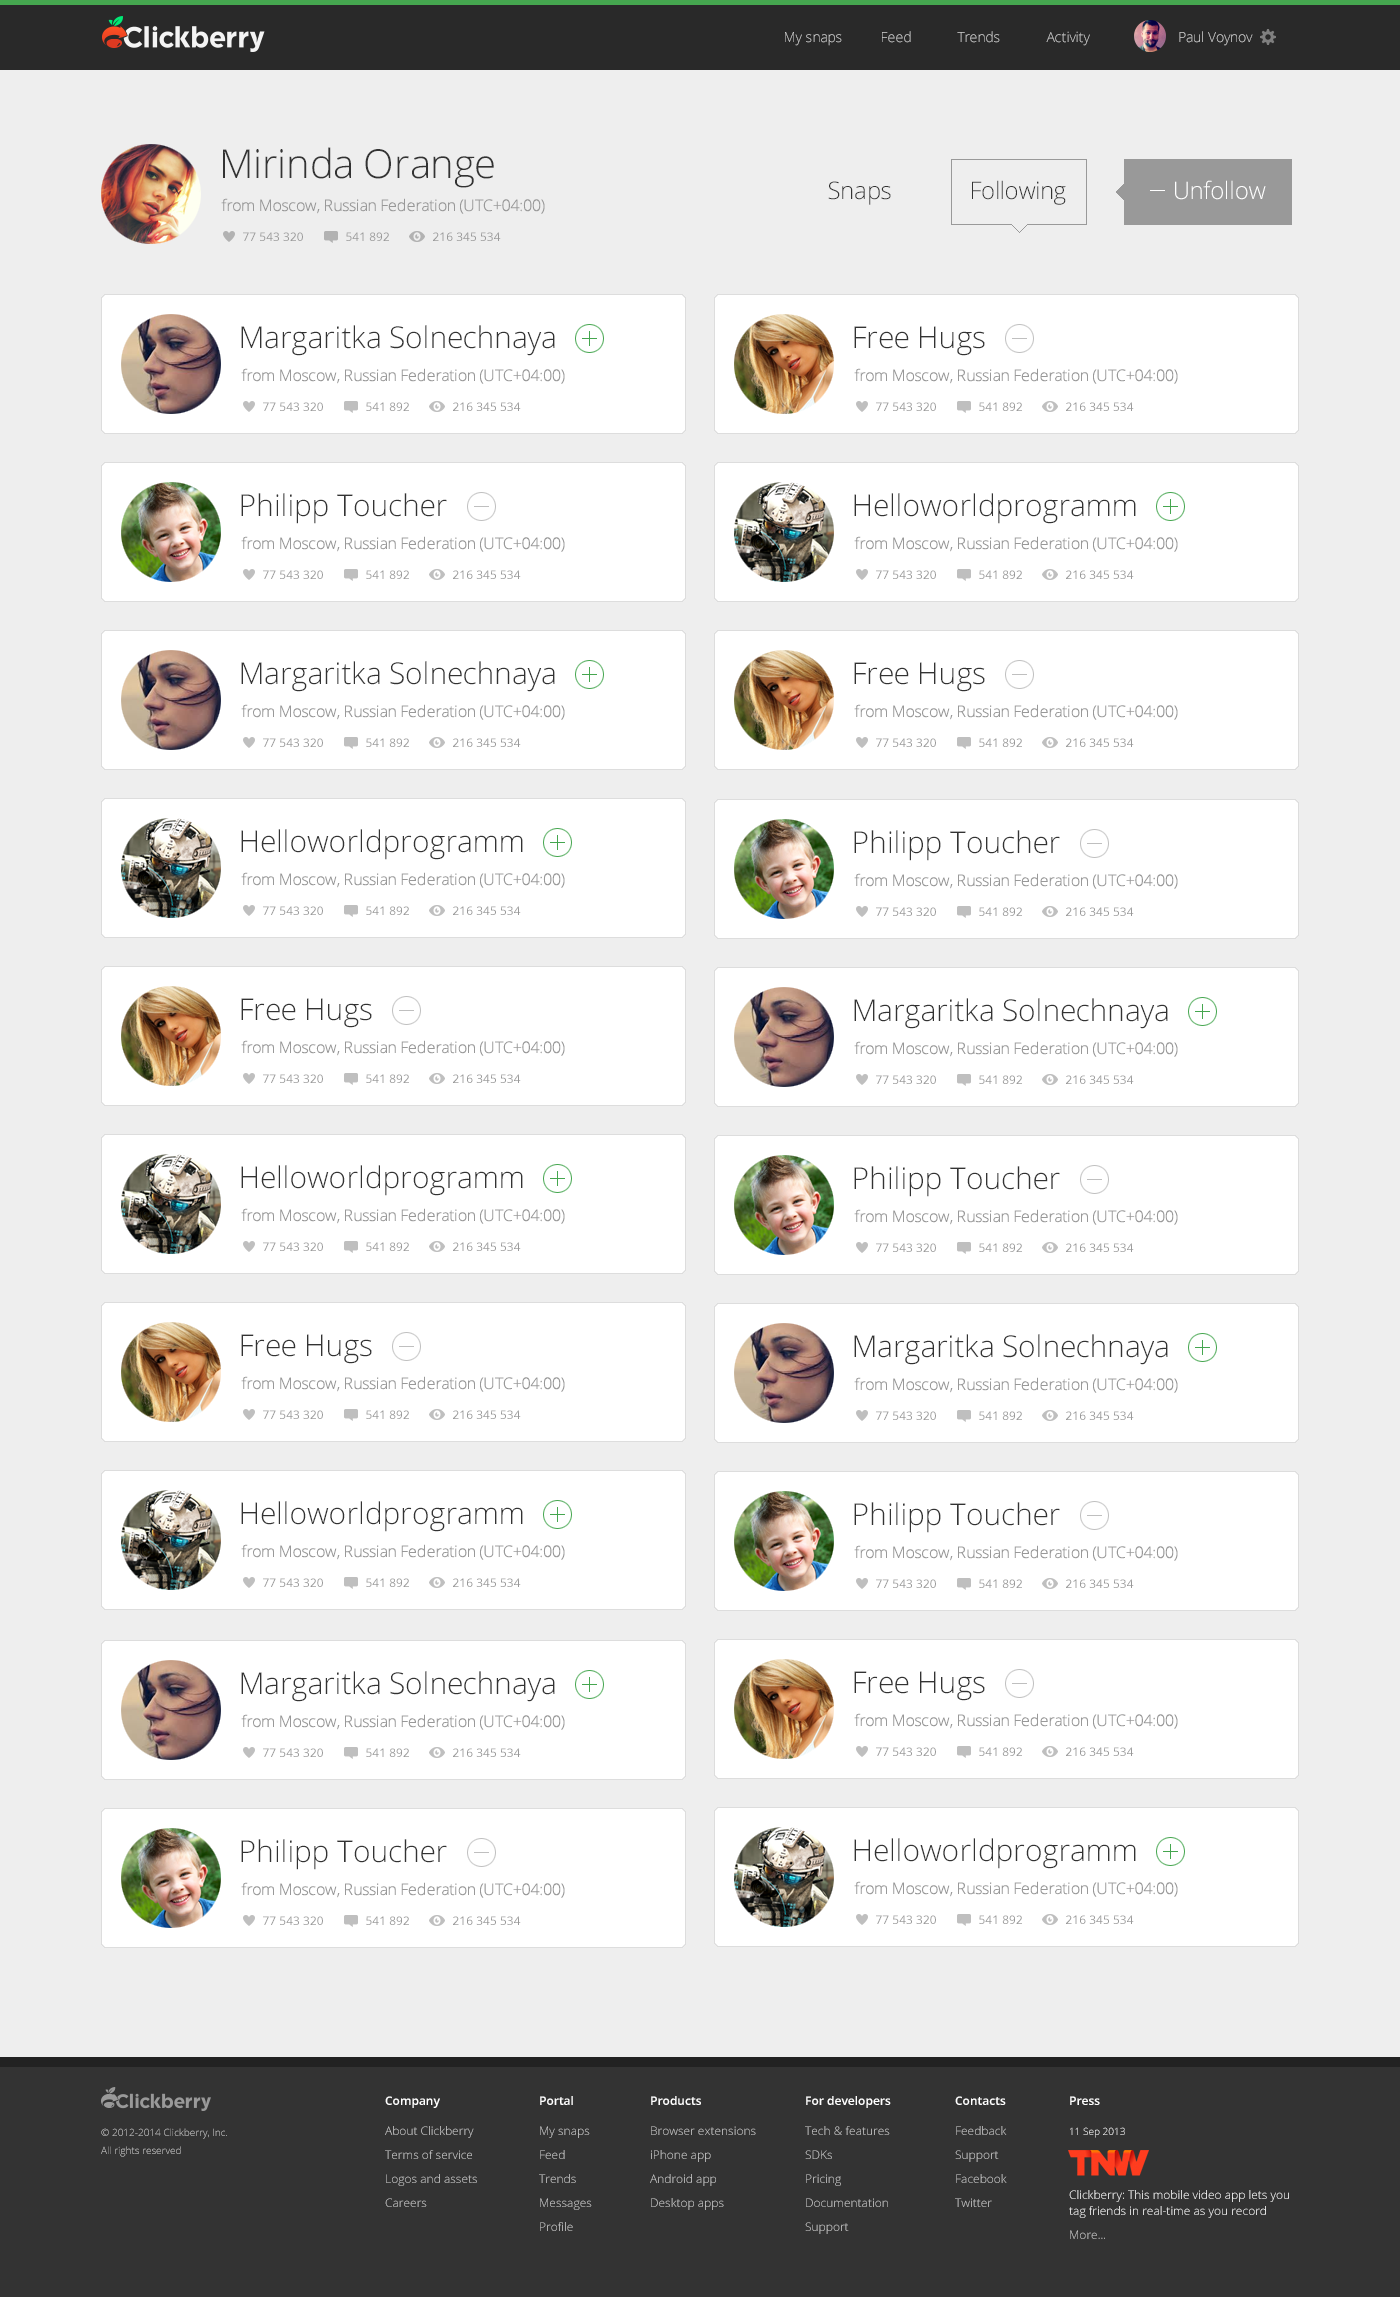 Clickberry
My snaps Feed Trends Activity Paul Voynov
Mirinda Orange
from Moscow, Russian Federation (UTC+04:00)
77 543 320 541 892 216 345 534
Snaps Following — Unfollow
Margaritka Solnechnaya
from Moscow, Russian Federation (UTC+04:00)
77 543 320 541 892 216 345 534
Free Hugs
from Moscow, Russian Federation (UTC+04:00)
77 543 320 541 892 216 345 534
Philipp Toucher
from Moscow, Russian Federation (UTC+04:00)
77 543 320 541 892 216 345 534
Helloworldprogramm
from Moscow, Russian Federation (UTC+04:00)
77 543 320 541 892 216 345 534
Margaritka Solnechnaya
from Moscow, Russian Federation (UTC+04:00)
77 543 320 541 892 216 345 534
Free Hugs
from Moscow, Russian Federation (UTC+04:00)
77 543 320 541 892 216 345 534
Helloworldprogramm
from Moscow, Russian Federation (UTC+04:00)
77 543 320 541 892 216 345 534
Philipp Toucher
from Moscow, Russian Federation (UTC+04:00)
77 543 320 541 892 216 345 534
Free Hugs
from Moscow, Russian Federation (UTC+04:00)
77 543 320 541 892 216 345 534
Margaritka Solnechnaya
from Moscow, Russian Federation (UTC+04:00)
77 543 320 541 892 216 345 534
Helloworldprogramm
from Moscow, Russian Federation (UTC+04:00)
77 543 320 541 892 216 345 534
Philipp Toucher
from Moscow, Russian Federation (UTC+04:00)
77 543 320 541 892 216 345 534
Free Hugs
from Moscow, Russian Federation (UTC+04:00)
77 543 320 541 892 216 345 534
Margaritka Solnechnaya
from Moscow, Russian Federation (UTC+04:00)
77 543 320 541 892 216 345 534
Helloworldprogramm
from Moscow, Russian Federation (UTC+04:00)
77 543 320 541 892 216 345 534
Philipp Toucher
from Moscow, Russian Federation (UTC+04:00)
77 543 320 541 892 216 345 534
Margaritka Solnechnaya
from Moscow, Russian Federation (UTC+04:00)
77 543 320 541 892 216 345 534
Free Hugs
from Moscow, Russian Federation (UTC+04:00)
77 543 320 541 892 216 345 534
Philipp Toucher
from Moscow, Russian Federation (UTC+04:00)
77 543 320 541 892 216 345 534
Helloworldprogramm
from Moscow, Russian Federation (UTC+04:00)
77 543 320 541 892 216 345 534
Clickberry
© 2012-2014 Clickberry, Inc.
All rights reserved
Company
About Clickberry
Terms of service
Logos and assets
Careers
Portal
My snaps
Feed
Trends
Messages
Profile
Products
Browser extensions
iPhone app
Android app
Desktop apps
For developers
Tech & features
SDKs
Pricing
Documentation
Support
Contacts
Feedback
Support
Facebook
Twitter
Press
11 Sep 2013
TNW
Clickberry: This mobile video app lets you
tag friends in real-time as you record
More...